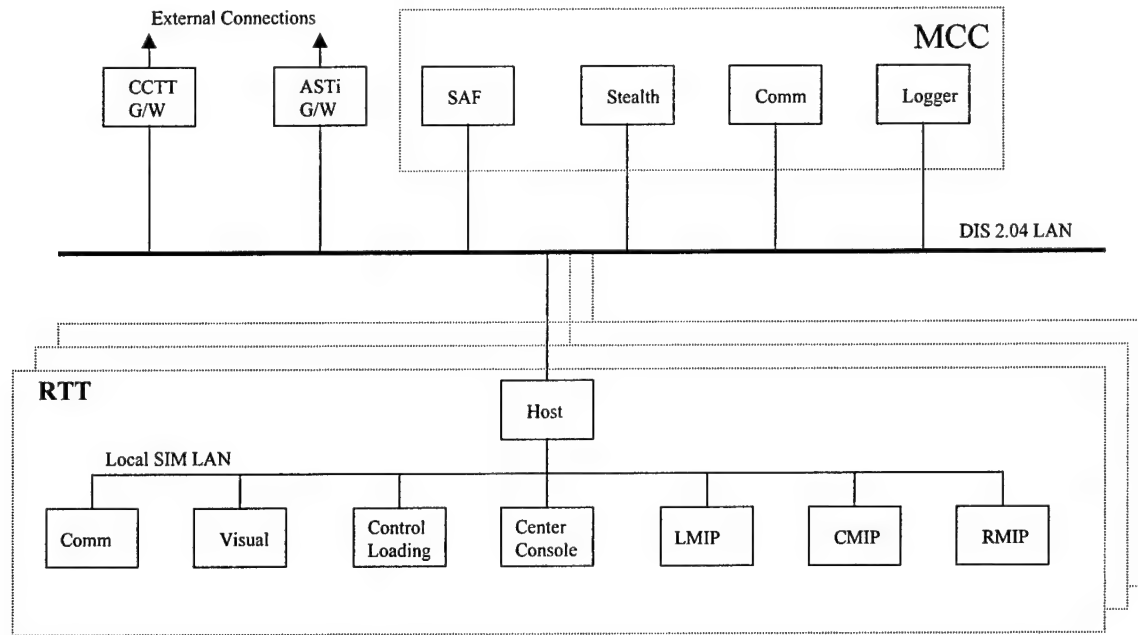 External Connections
MCC
CCTT
G/W
ASTi
G/W
SAF
Stealth
Comm
Logger
DIS 2.04 LAN
RTT
Host
Local SIM LAN
Comm
Visual
Control
Loading
Center
Console
LMIP
CMIP
RMIP